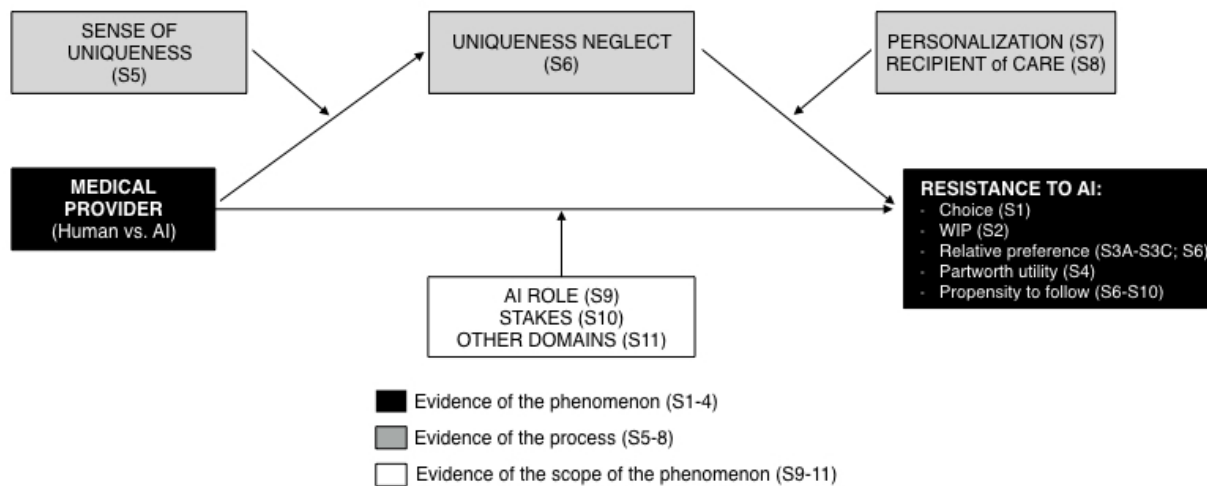 SENSE OF
UNIQUENESS
(S5)
UNIQUENESS NEGLECT
(S6)
PERSONALIZATION (S7)
RECIPIENT of CARE (S8)
MEDICAL
PROVIDER
(Human vs. AI)
RESISTANCE TO AI:
- Choice (S1)
- WIP (S2)
- Relative preference (S3A-S3C; S6)
- Partworth utility (S4)
- Propensity to follow (S6-S10)
AI ROLE (S9)
STAKES (S10)
OTHER DOMAINS (S11)
Evidence of the phenomenon (S1-4)
Evidence of the process (S5-8)
Evidence of the scope of the phenomenon (S9-11)